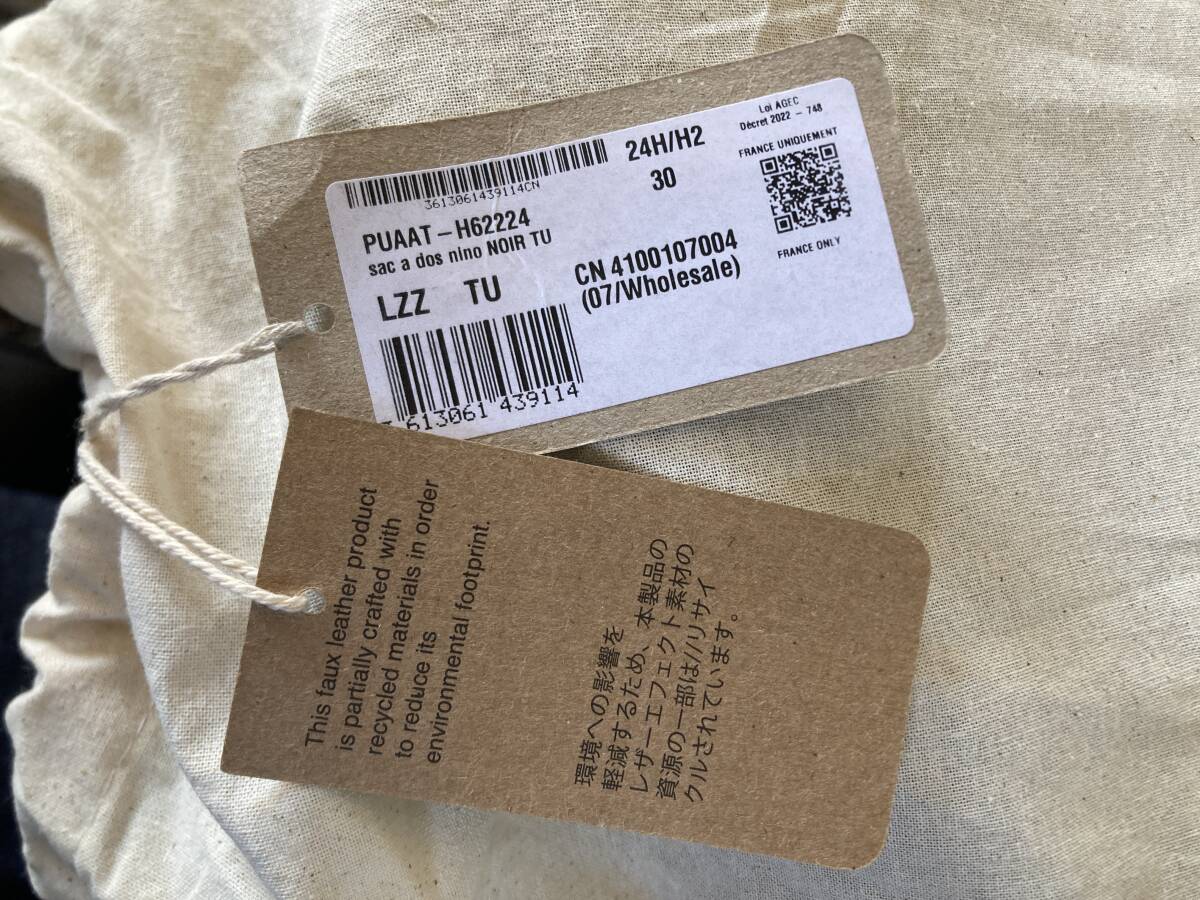 3613061439114CN
24H/H2
30
Loi AGEC
Décret 2022 - 748
FRANCE UNIQUEMENT
FRANCE ONLY
PUAAT-H62224
sac a dos nino NOIR TU
LZZ TU
CN 4100107004
(07/Wholesale)
3 613061 439114
This faux leather product
is partially crafted with
recycled materials in order
to reduce its
environmental footprint.
環境への影響を
軽減するため、本製品の
レザーエフェクト素材の
資源の一部は//リサイ
クルされています。